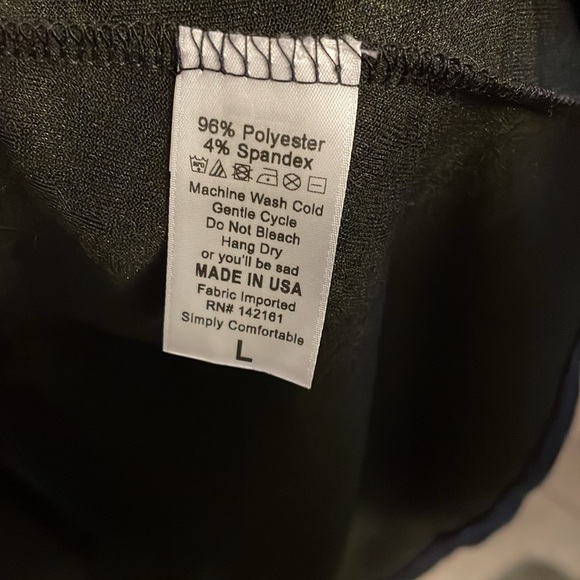 96% Polyester
4% Spandex
Machine Wash Cold
Gentle Cycle
Do Not Bleach
Hang Dry
or you'll be sad
MADE IN USA
Fabric Imported
RN# 142161
Simply Comfortable
L